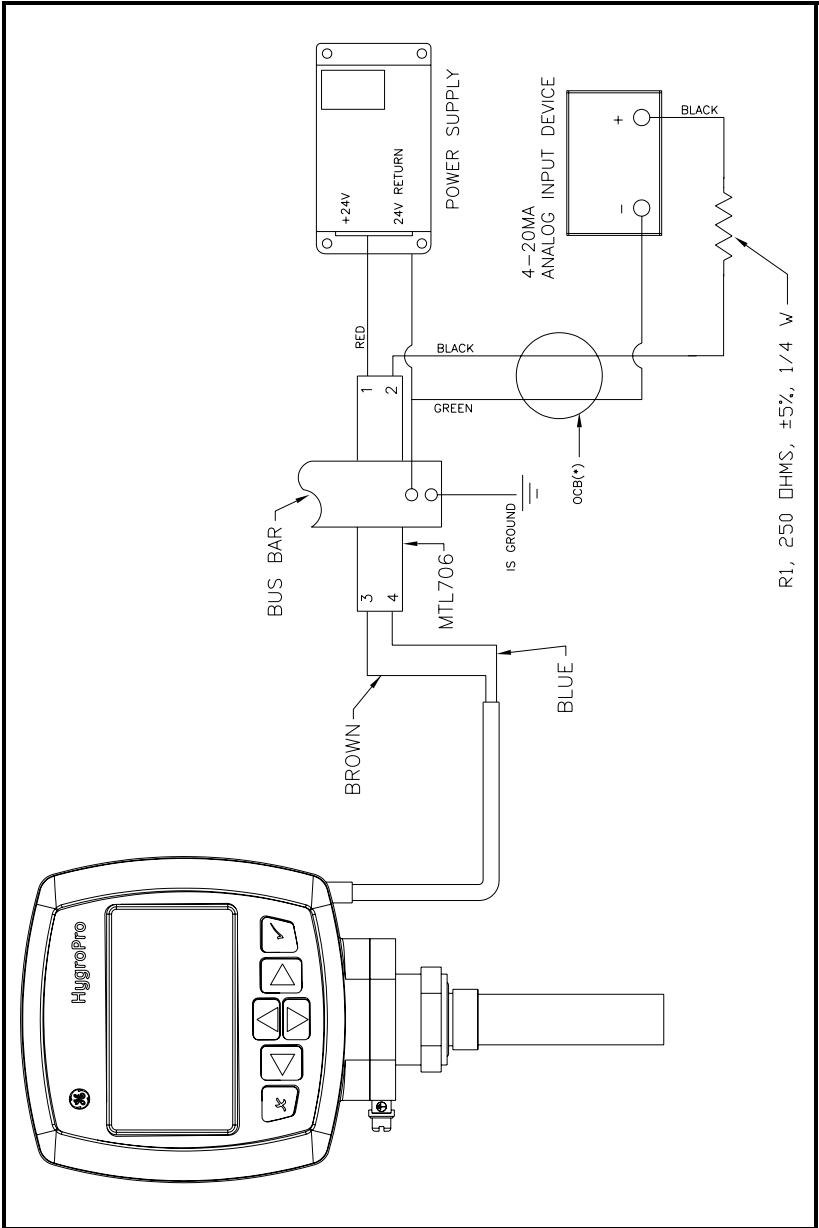 HygroPro
BROWN
BLUE
BUS BAR
3
4
MTL706
1
2
IS GROUND
RED
BLACK
GREEN
OCB(*)
+24V
24V RETURN
POWER SUPPLY
4-20MA
ANALOG INPUT DEVICE
+
-
BLACK
R1, 250 OHMS, ±5%, 1/4 W